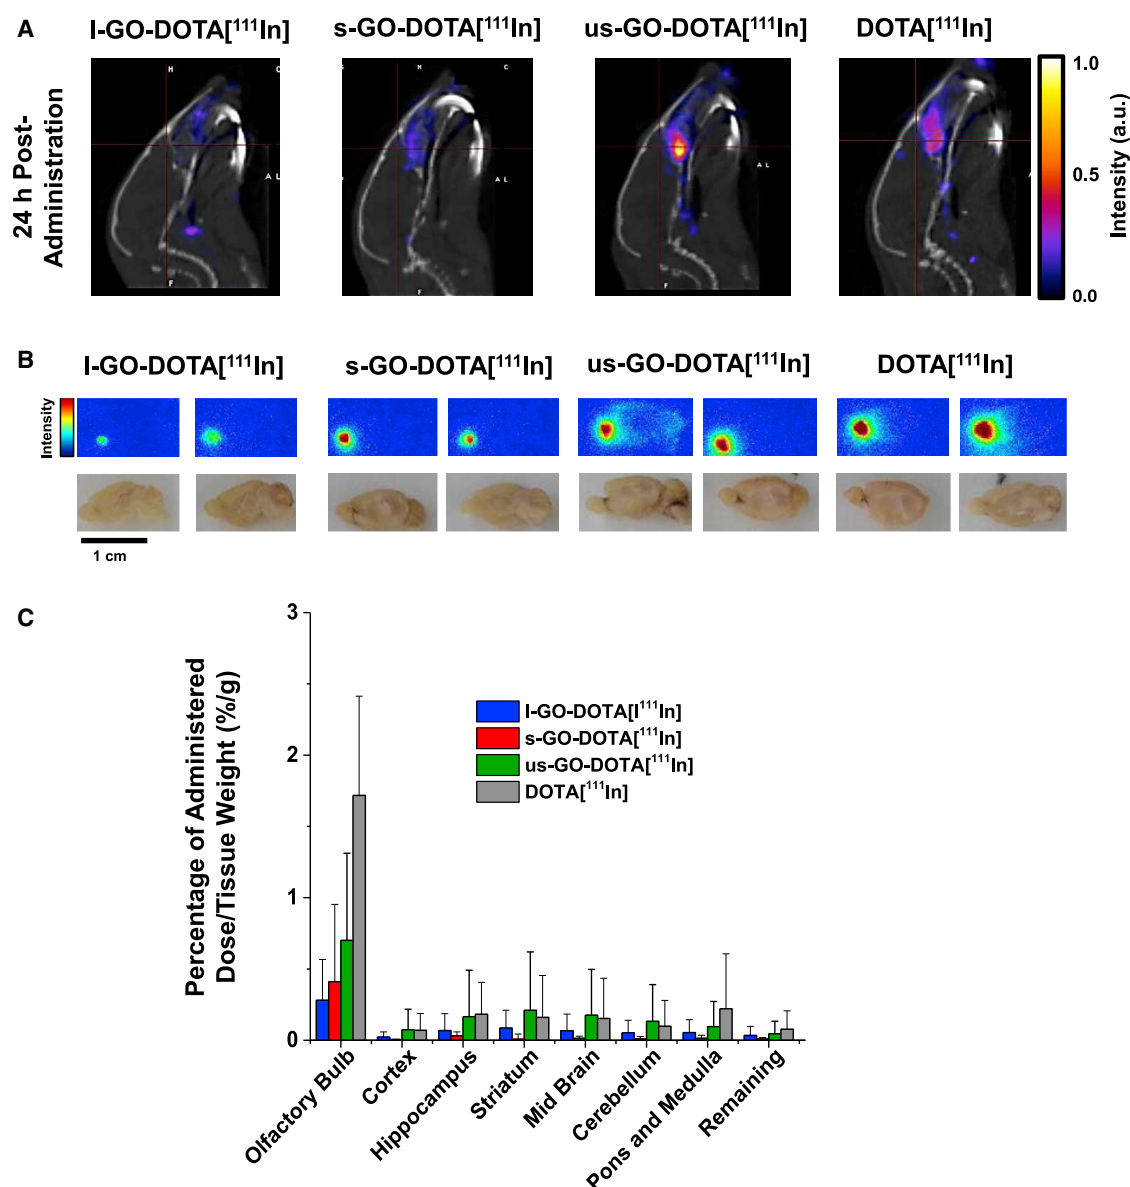 A
l-GO-DOTA[¹¹¹In]
s-GO-DOTA[¹¹¹In]
us-GO-DOTA[¹¹¹In]
DOTA[¹¹¹In]
24 h Post-
Administration
H
C
A L
F
H
C
A L
A L
F
A
1.0
0.5
0.0
Intensity (a.u.)
B
l-GO-DOTA[¹¹¹In]
s-GO-DOTA[¹¹¹In]
us-GO-DOTA[¹¹¹In]
DOTA[¹¹¹In]
Intensity
1 cm
C
Percentage of Administered
Dose/Tissue Weight (%/g)
3
2
1
0
l-GO-DOTA[l¹¹¹In]
s-GO-DOTA[¹¹¹In]
us-GO-DOTA[¹¹¹In]
DOTA[¹¹¹In]
Olfactory Bulb
Cortex
Hippocampus
Striatum
Mid Brain
Cerebellum
Pons and Medulla
Remaining